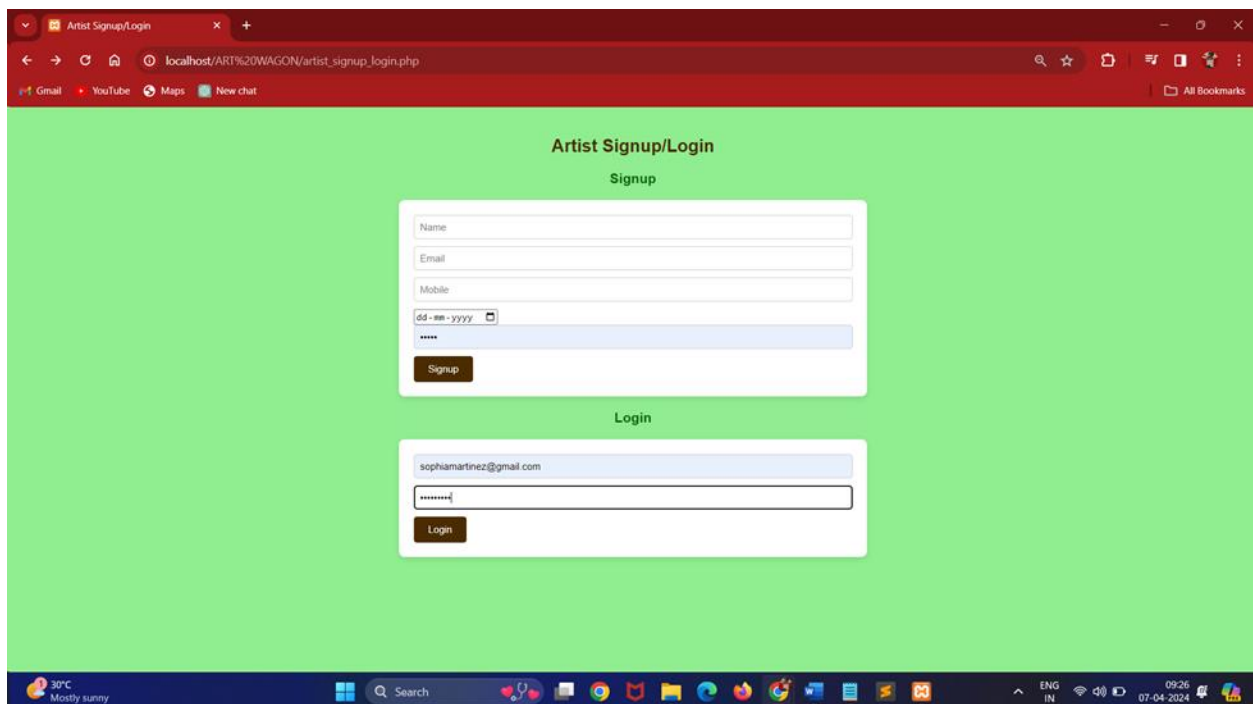 Artist Signup/Login
localhost/ART%20WAGON/artist_signup_login.php
Gmail YouTube Maps New chat All Bookmarks
Artist Signup/Login
Signup
Name
Email
Mobile
dd-mm-yyyy
•••••
Signup
Login
sophiamartinez@gmail.com
•••••••••
Login
1
30°C
Mostly sunny
Search
ENG
IN
09:26
07-04-2024